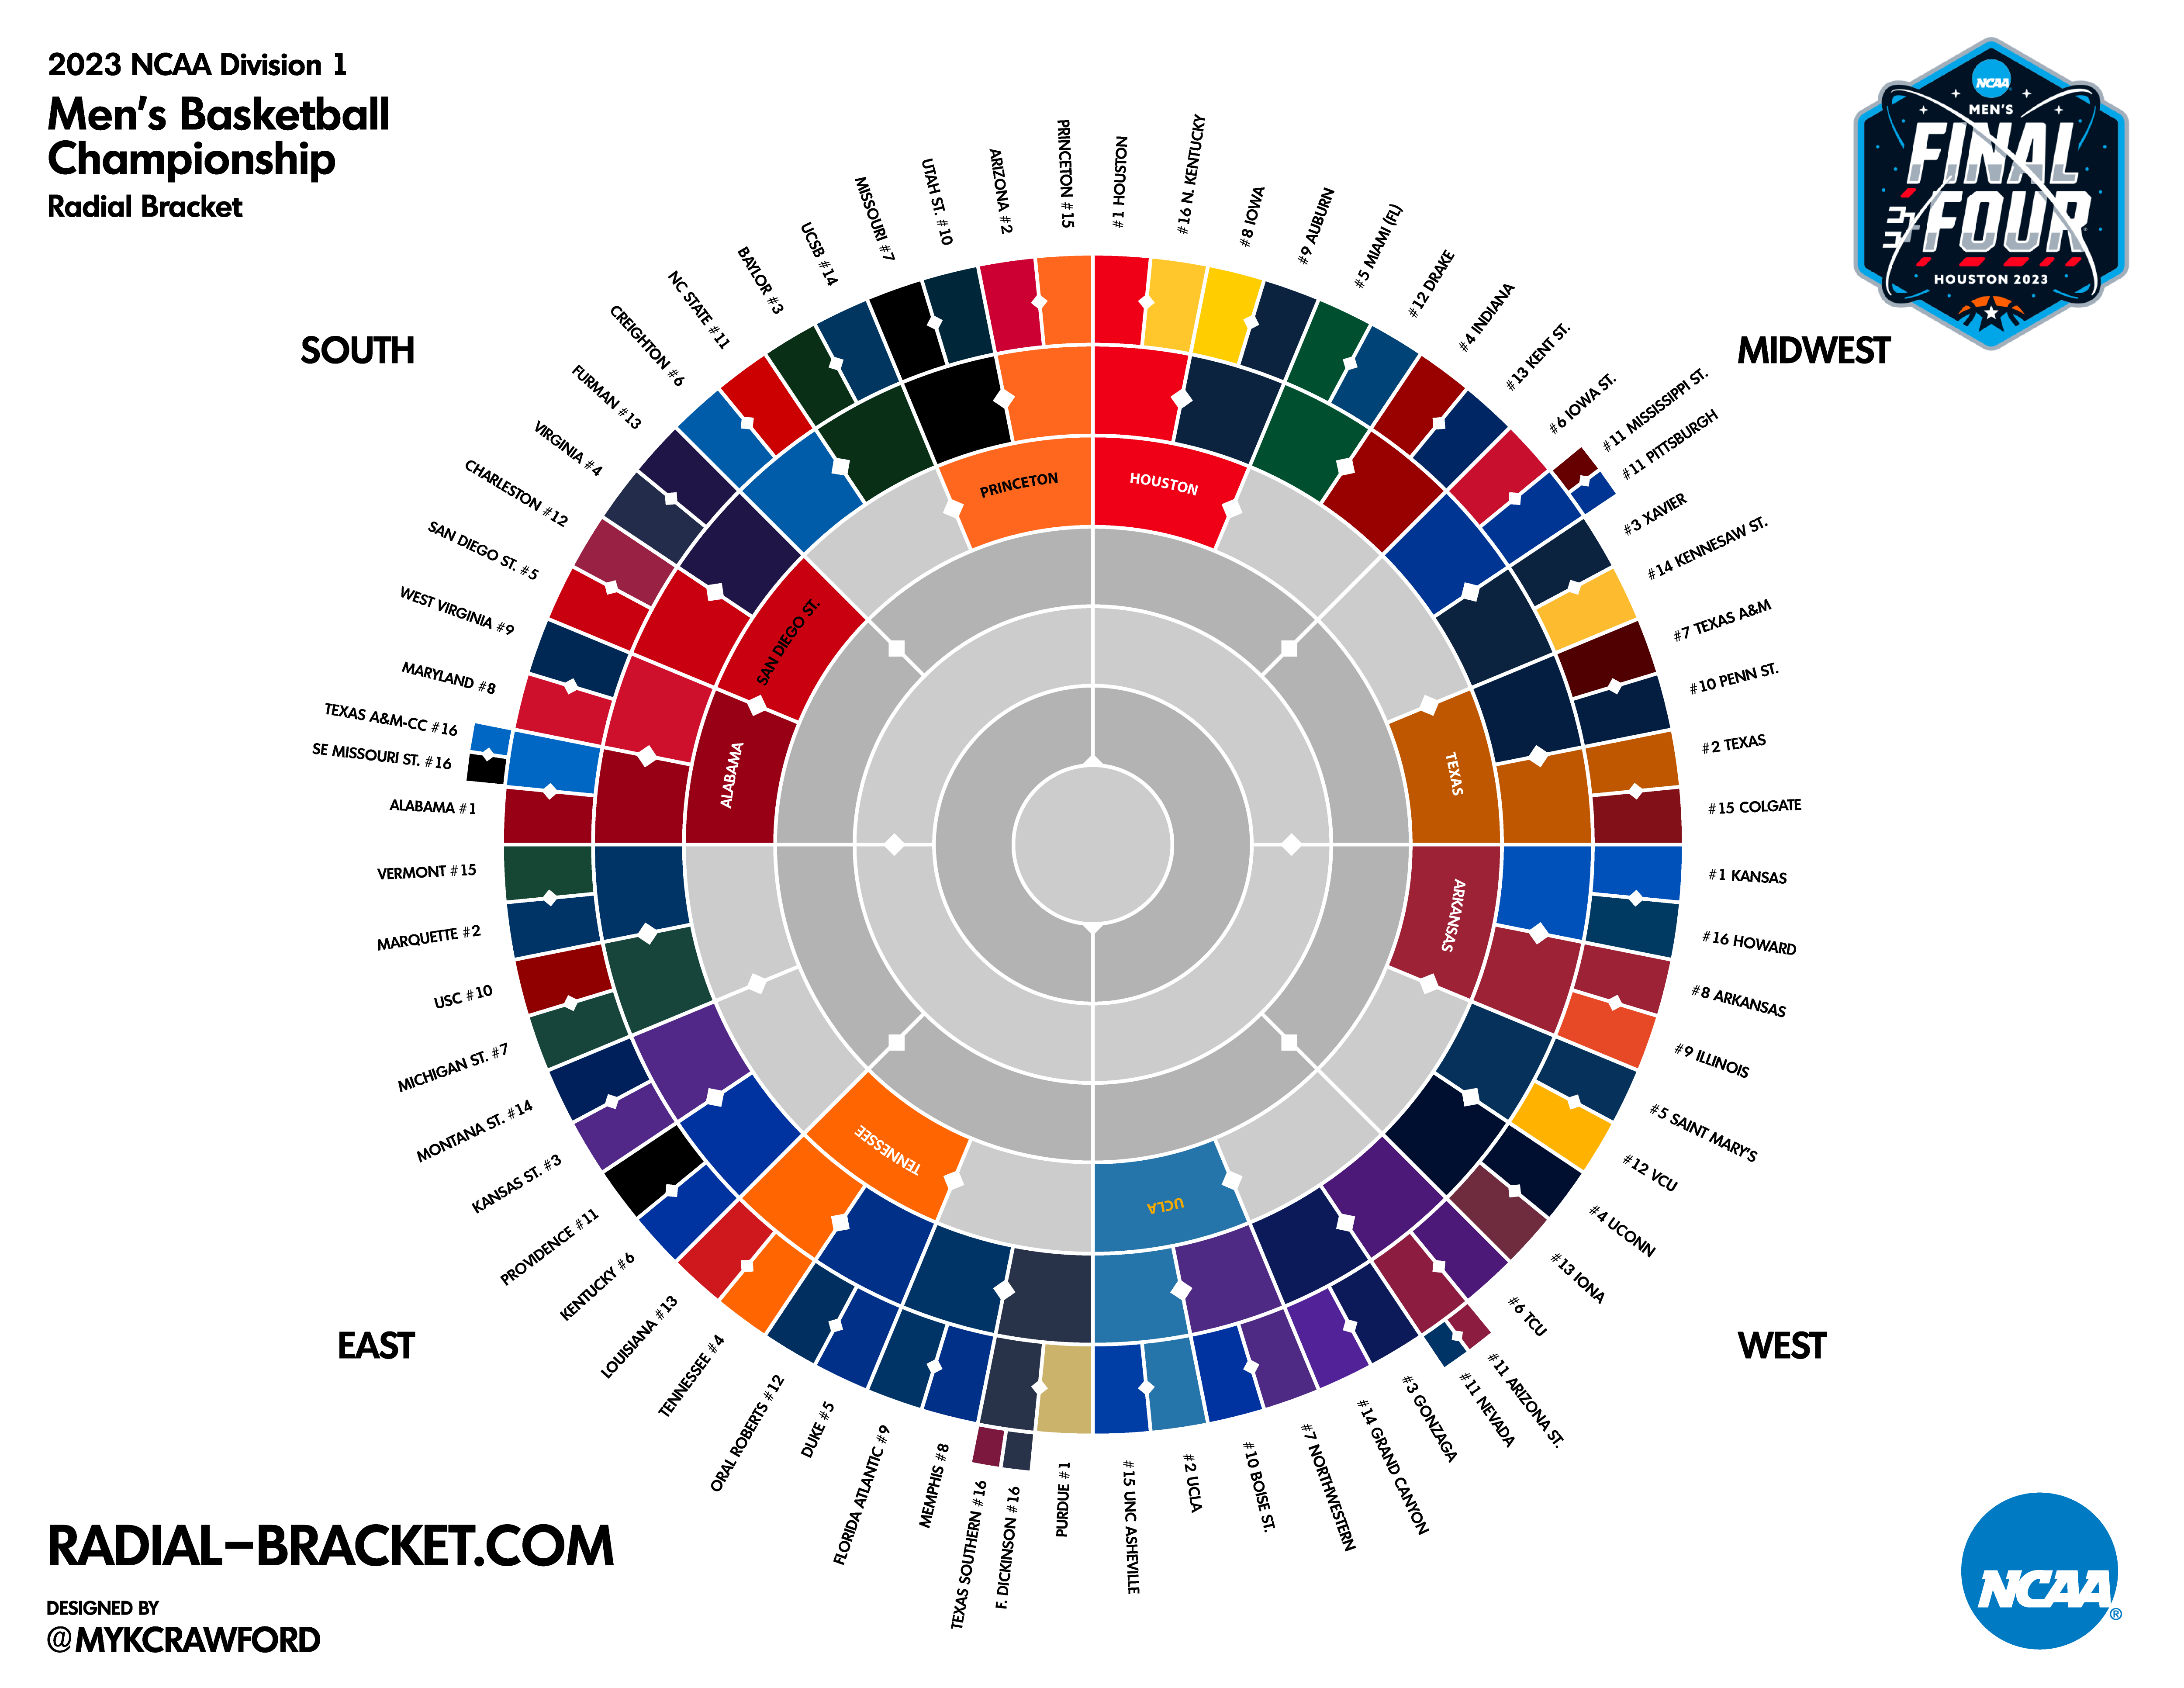 2023 NCAA Division 1
Men's Basketball
Championship
Radial Bracket
NCAA
MEN'S
FINAL
FOUR
HOUSTON 2023
SOUTH
MIDWEST
#1 HOUSTON
#16 N. KENTUCKY
#8 IOWA
#9 AUBURN
#5 MIAMI (FL)
#12 DRAKE
#4 INDIANA
#13 KENT ST.
#6 IOWA ST.
#11 MISSISSIPPI ST.
#11 PITTSBURGH
#3 XAVIER
#14 KENNESAW ST.
#7 TEXAS A&M
#10 PENN ST.
#2 TEXAS
#15 COLGATE
#1 KANSAS
#16 HOWARD
#8 ARKANSAS
#9 ILLINOIS
#5 SAINT MARY'S
#12 VCU
#4 UCONN
#13 IONA
#6 TCU
#11 ARIZONA ST.
#11 NEVADA
#3 GONZAGA
#14 GRAND CANYON
#7 NORTHWESTERN
#10 BOISE ST.
#2 UCLA
#15 UNC ASHEVILLE
PURDUE #1
F. DICKINSON #16
TEXAS SOUTHERN #16
MEMPHIS #8
FLORIDA ATLANTIC #9
DUKE #5
ORAL ROBERTS #12
TENNESSEE #4
LOUISIANA #13
KENTUCKY #6
PROVIDENCE #11
KANSAS ST. #3
MONTANA ST. #14
MICHIGAN ST. #7
USC #10
MARQUETTE #2
VERMONT #15
ALABAMA #1
SE MISSOURI ST. #16
TEXAS A&M-CC #16
MARYLAND #8
WEST VIRGINIA #9
SAN DIEGO ST. #5
CHARLESTON #12
VIRGINIA #4
FURMAN #13
CREIGHTON #6
NC STATE #11
BAYLOR #3
UCSB #14
MISSOURI #7
UTAH ST. #10
ARIZONA #2
PRINCETON #15
PRINCETON
HOUSTON
SAN DIEGO ST.
ALABAMA
TEXAS
ARKANSAS
TENNESSEE
UCLA
EAST
WEST
RADIAL-BRACKET.COM
DESIGNED BY
@MYKCRAWFORD
NCAA®